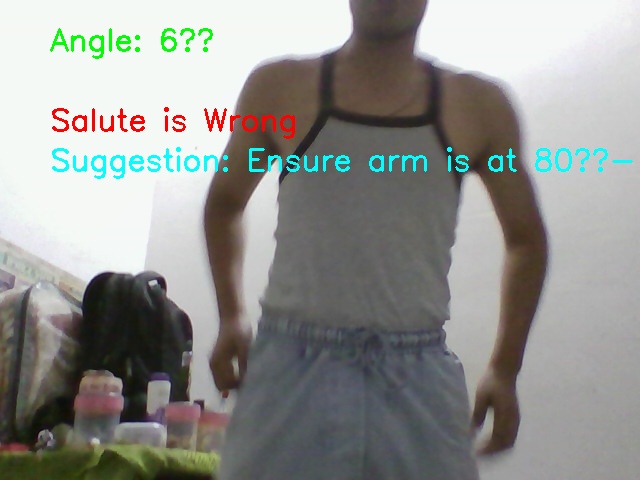 Angle: 6??
Salute is Wrong
Suggestion: Ensure arm is at 80??-